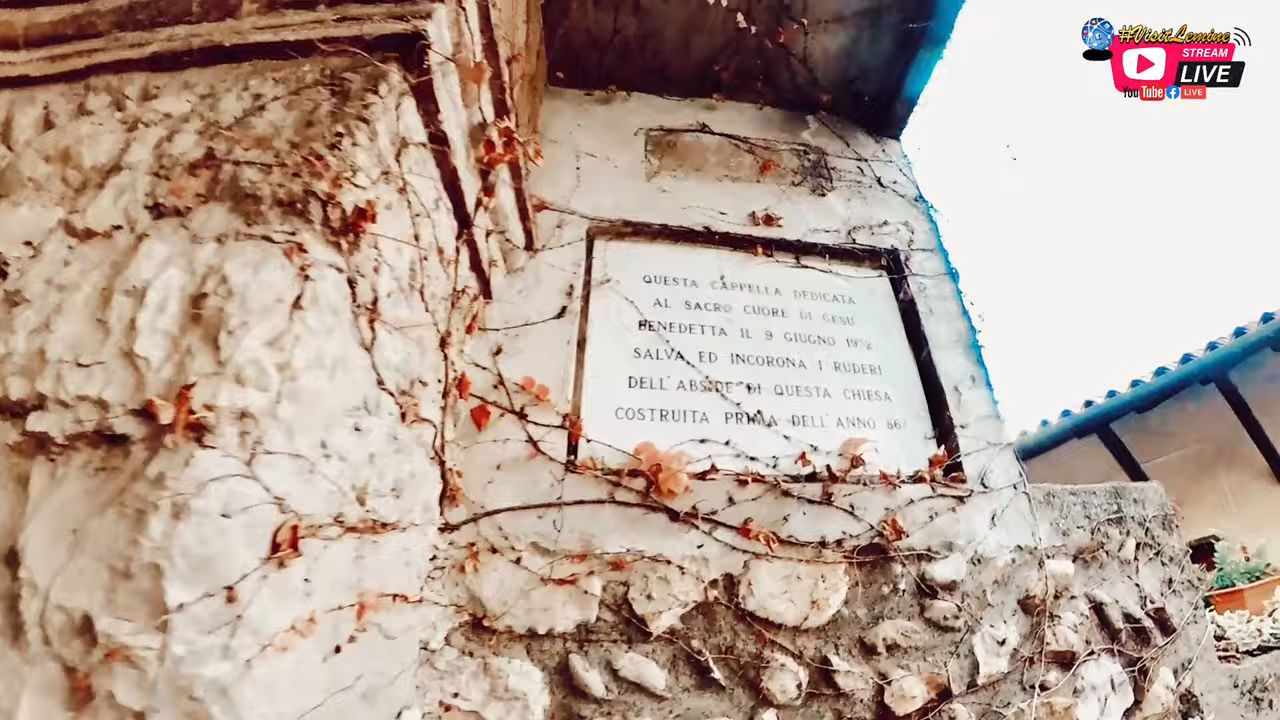 #VisitLemine
STREAM
LIVE
YouTube LIVE
QUESTA CAPPELLA DEDICATA
AL SACRO CUORE DI GESÙ
BENEDETTA IL 9 GIUGNO
SALVA ED INCORONA I RUDERI
DELL'ABSIDE DI QUESTA CHIESA
COSTRUITA PRIMA DELL'ANNO